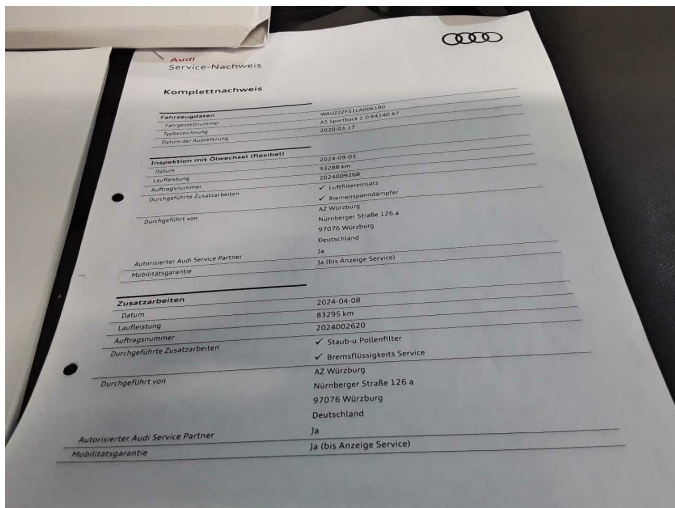 Audi
Service-Nachweis
Komplettnachweis
Fahrzeugdaten
Fahrgestellnummer WAUZZZF51LA006180
Typbezeichnung A5 Sportback 2.0 R4140 A7
Datum der Auslieferung 2020-03-17
Inspektion mit Ölwechsel (flexibel)
Datum 2024-09-03
Laufleistung 93288 km
Auftragsnummer 2024009168
Durchgeführte Zusatzarbeiten ✓ Luftfiltereinsatz
✓ Riemenspanndämpfer
Durchgeführt von AZ Würzburg
Nürnberger Straße 126 a
97076 Würzburg
Deutschland
Autorisierter Audi Service Partner Ja
Mobilitätsgarantie Ja (bis Anzeige Service)
Zusatzarbeiten
Datum 2024-04-08
Laufleistung 83295 km
Auftragsnummer 2024002620
Durchgeführte Zusatzarbeiten ✓ Staub-u.Pollenfilter
✓ Bremsflüssigkeits Service
Durchgeführt von AZ Würzburg
Nürnberger Straße 126 a
97076 Würzburg
Deutschland
Autorisierter Audi Service Partner Ja
Mobilitätsgarantie Ja (bis Anzeige Service)